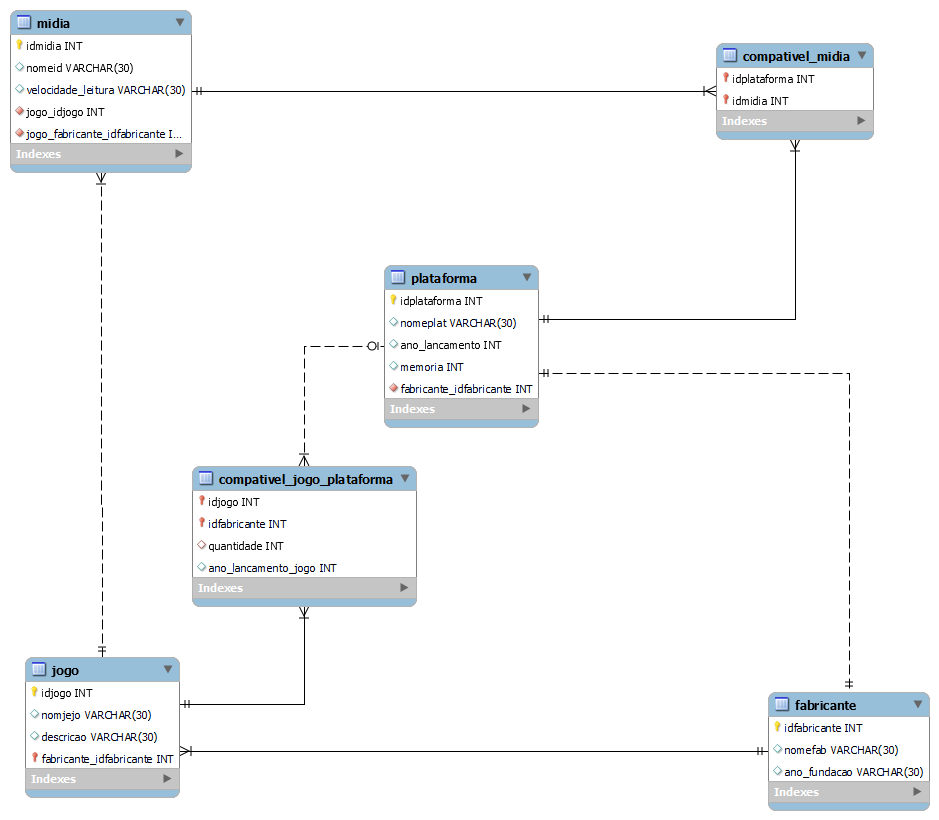 midia
idmidia INT
nomeid VARCHAR(30)
velocidade_leitura VARCHAR(30)
jogo_idjogo INT
jogo_fabricante_idfabricante I...
Indexes
compativel_midia
idplataforma INT
idmidia INT
Indexes
plataforma
idplataforma INT
nomeplat VARCHAR(30)
ano_lancamento INT
memoria INT
fabricante_idfabricante INT
Indexes
compativel_jogo_plataforma
idjogo INT
idfabricante INT
quantidade INT
ano_lancamento_jogo INT
Indexes
jogo
idjogo INT
nomjejo VARCHAR(30)
descricao VARCHAR(30)
fabricante_idfabricante INT
Indexes
fabricante
idfabricante INT
nomefab VARCHAR(30)
ano_fundacao VARCHAR(30)
Indexes